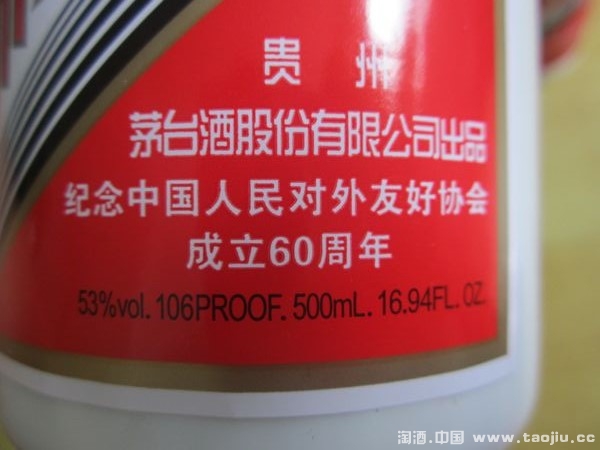 贵州
茅台酒股份有限公司出品
纪念中国人民对外友好协会
成立60周年
53%vol. 106PROOF. 500mL. 16.94FL. OZ.
淘酒.中国 www.taojiu.cc